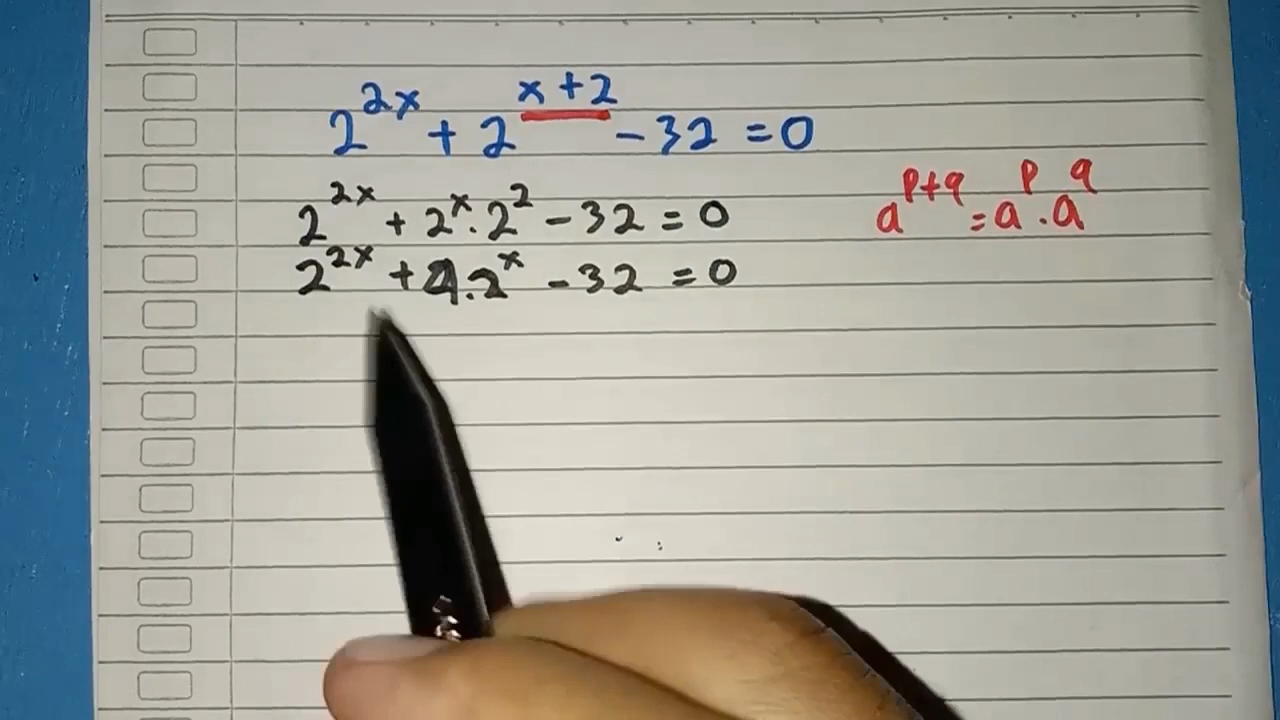 2^{2x} + 2^{x+2} - 32 = 0
2^{2x} + 2^x . 2^2 - 32 = 0
a^{p+q} = a^p . a^q
2^{2x} + 4 . 2^x - 32 = 0